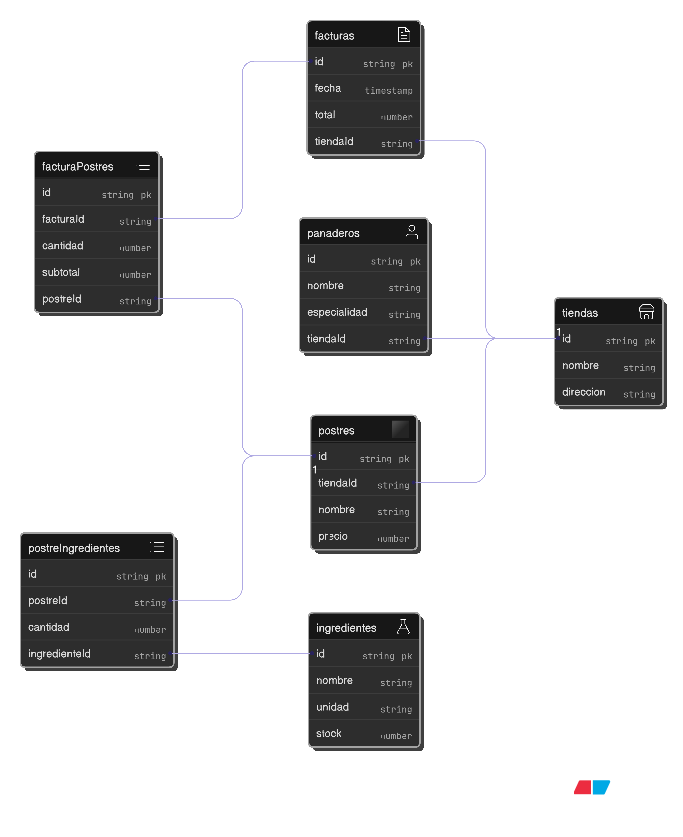 facturas
id string pk
fecha timestamp
total number
tiendaId string
facturaPostres
id string pk
facturaId string
cantidad number
subtotal number
postreId string
panaderos
id string pk
nombre string
especialidad string
tiendaId string
tiendas
1
id string pk
nombre string
direccion string
postres
id string pk
1
tiendaId string
nombre string
precio number
postreIngredientes
id string pk
postreId string
cantidad number
ingredienteId string
ingredientes
id string pk
nombre string
unidad string
stock number